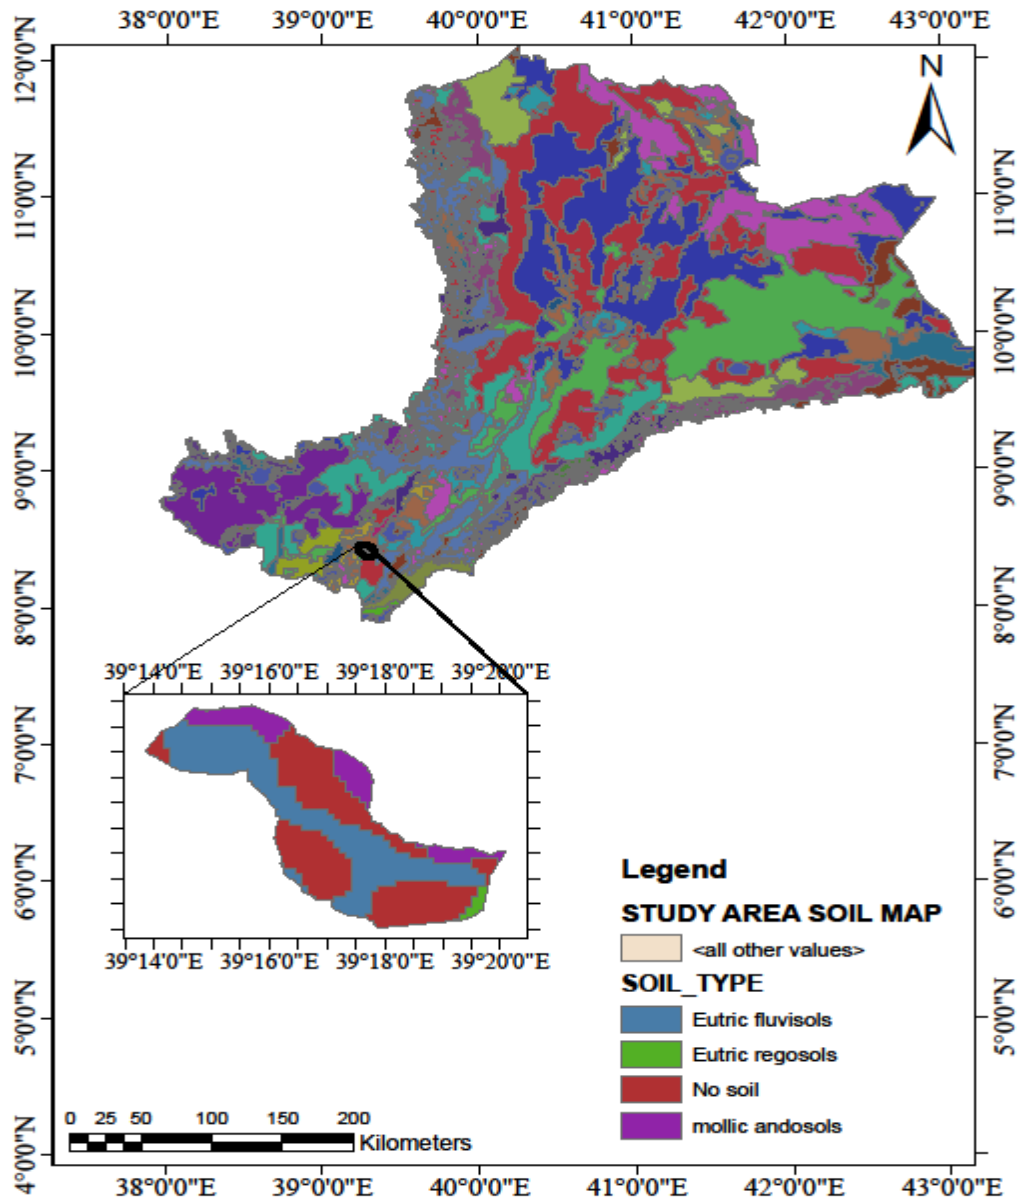 38°0'0"E 39°0'0"E 40°0'0"E 41°0'0"E 42°0'0"E 43°0'0"E
N
12°0'0"N
11°0'0"N
10°0'0"N
9°0'0"N
8°0'0"N
7°0'0"N
6°0'0"N
5°0'0"N
4°0'0"N
11°0'0"N
10°0'0"N
9°0'0"N
8°0'0"N
7°0'0"N
6°0'0"N
5°0'0"N
39°14'0"E 39°16'0"E 39°18'0"E 39°20'0"E
39°14'0"E 39°16'0"E 39°18'0"E 39°20'0"E
Legend
STUDY AREA SOIL MAP
<all other values>
SOIL_TYPE
Eutric fluvisols
Eutric regosols
No soil
mollic andosols
0 25 50 100 150 200
Kilometers
38°0'0"E 39°0'0"E 40°0'0"E 41°0'0"E 42°0'0"E 43°0'0"E